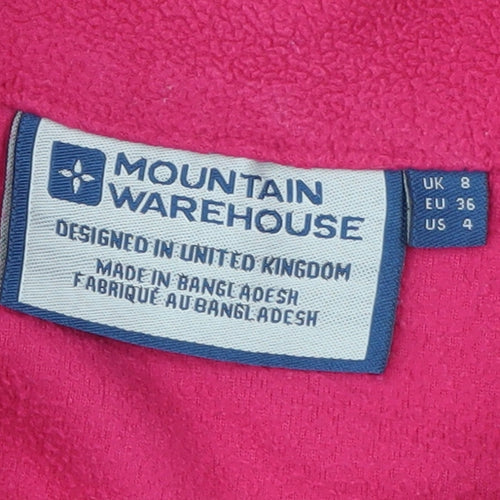 MOUNTAIN
WAREHOUSE
DESIGNED IN UNITED KINGDOM
MADE IN BANGLADESH
FABRIQUÉ AU BANGLADESH
UK 8
EU 36
US 4